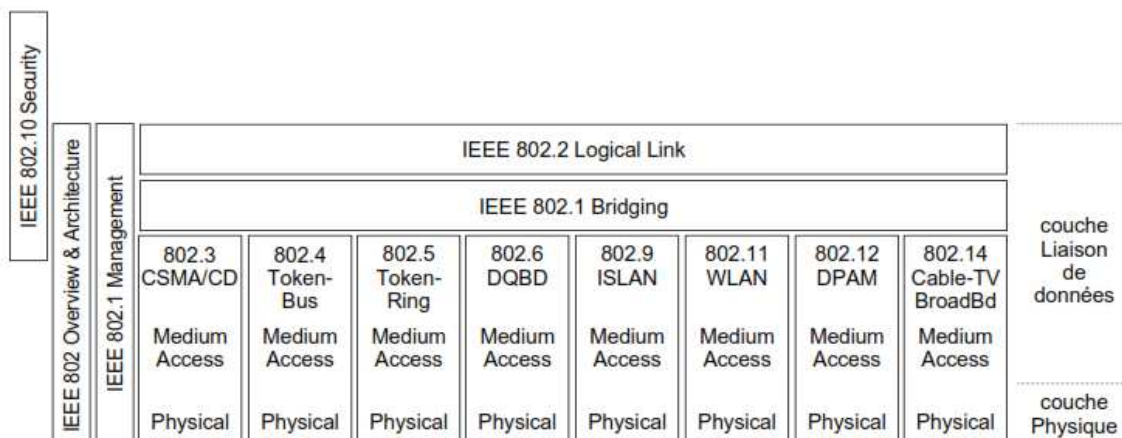 IEEE 802.10 Security
IEEE 802 Overview & Architecture
IEEE 802.1 Management
IEEE 802.2 Logical Link
IEEE 802.1 Bridging
802.3
CSMA/CD
Medium
Access
Physical
802.4
Token-
Bus
Medium
Access
Physical
802.5
Token-
Ring
Medium
Access
Physical
802.6
DQBD
Medium
Access
Physical
802.9
ISLAN
Medium
Access
Physical
802.11
WLAN
Medium
Access
Physical
802.12
DPAM
Medium
Access
Physical
802.14
Cable-TV
BroadBd
Medium
Access
Physical
couche
Liaison
de
données
couche
Physique